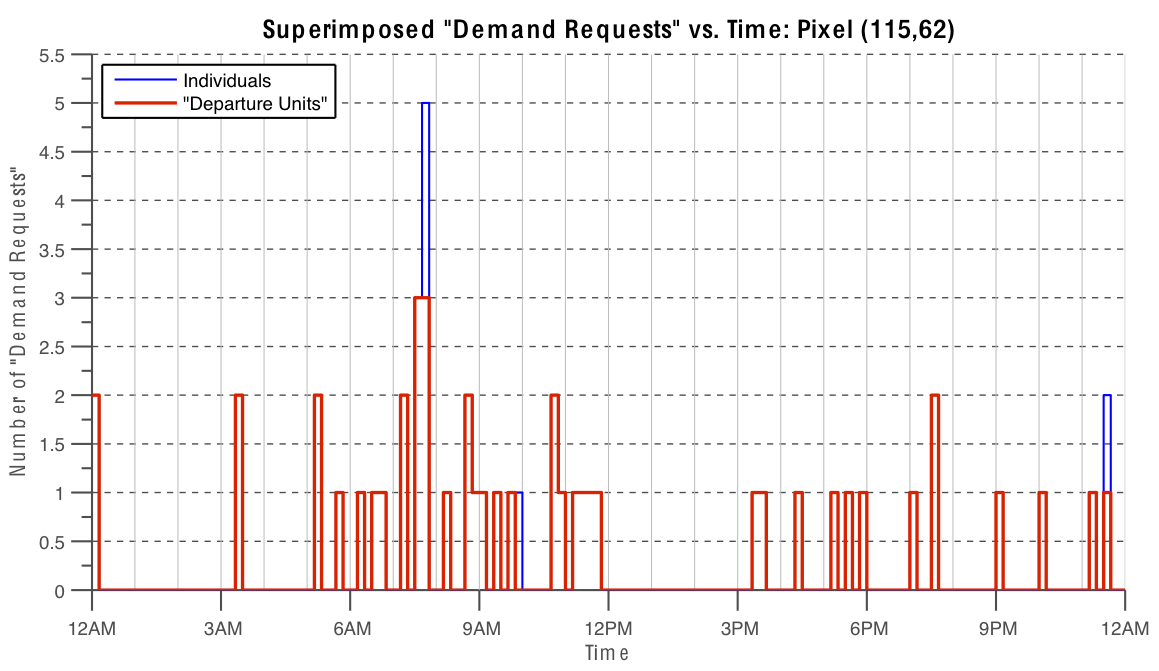 Superimposed "Demand Requests" vs. Time: Pixel (115,62)
Individuals
"Departure Units"
Number of "Demand Requests"
5.5
5
4.5
4
3.5
3
2.5
2
1.5
1
0.5
0
12AM 3AM 6AM 9AM 12PM 3PM 6PM 9PM 12AM
Time